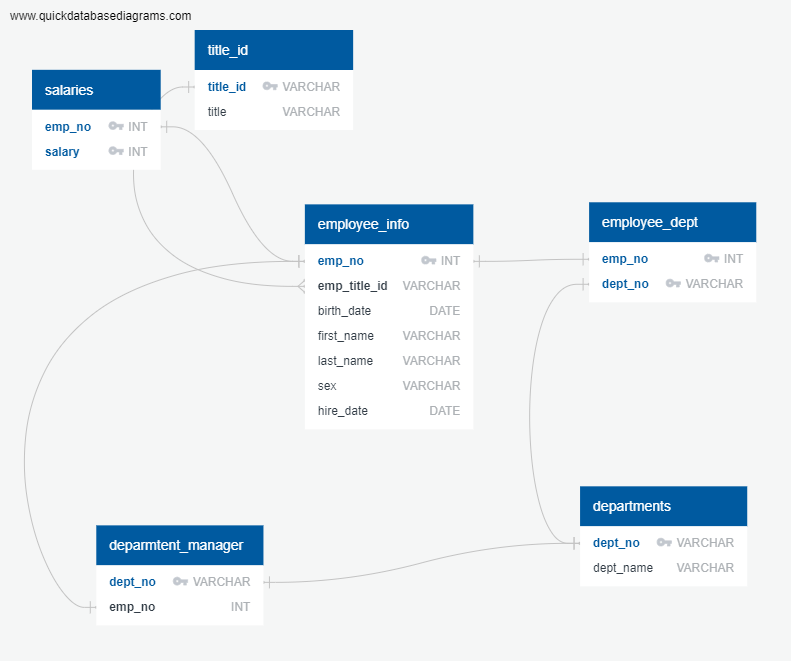 www.quickdatabasediagrams.com
title_id
title_id VARCHAR
title VARCHAR
salaries
emp_no INT
salary INT
employee_info
emp_no INT
emp_title_id VARCHAR
birth_date DATE
first_name VARCHAR
last_name VARCHAR
sex VARCHAR
hire_date DATE
employee_dept
emp_no INT
dept_no VARCHAR
departments
dept_no VARCHAR
dept_name VARCHAR
deparmtent_manager
dept_no VARCHAR
emp_no INT